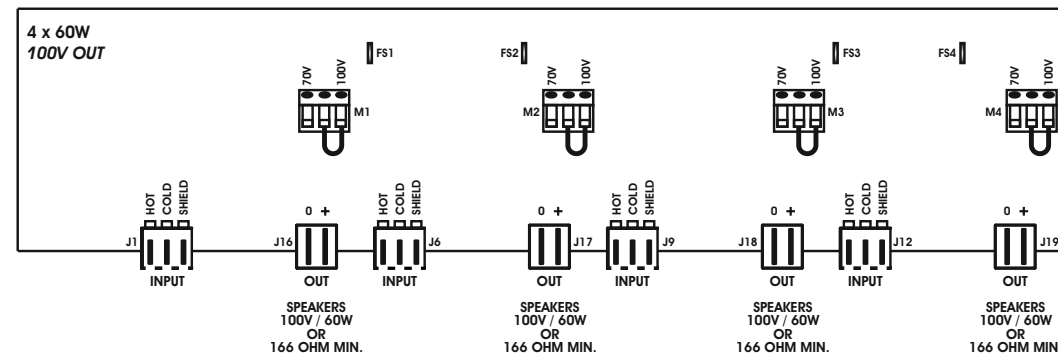 4 x 60W
100V OUT
FS1
FS2
FS3
FS4
70V 100V
70V 100V
70V 100V
70V 100V
M1
M2
M3
M4
HOT COLD SHIELD
0 +
HOT COLD SHIELD
0 +
HOT COLD SHIELD
0 +
HOT COLD SHIELD
0 +
J1
J16
J6
J17
J9
J18
J12
J19
INPUT
OUT
INPUT
OUT
INPUT
OUT
INPUT
OUT
SPEAKERS
100V / 60W
OR
166 OHM MIN.
SPEAKERS
100V / 60W
OR
166 OHM MIN.
SPEAKERS
100V / 60W
OR
166 OHM MIN.
SPEAKERS
100V / 60W
OR
166 OHM MIN.